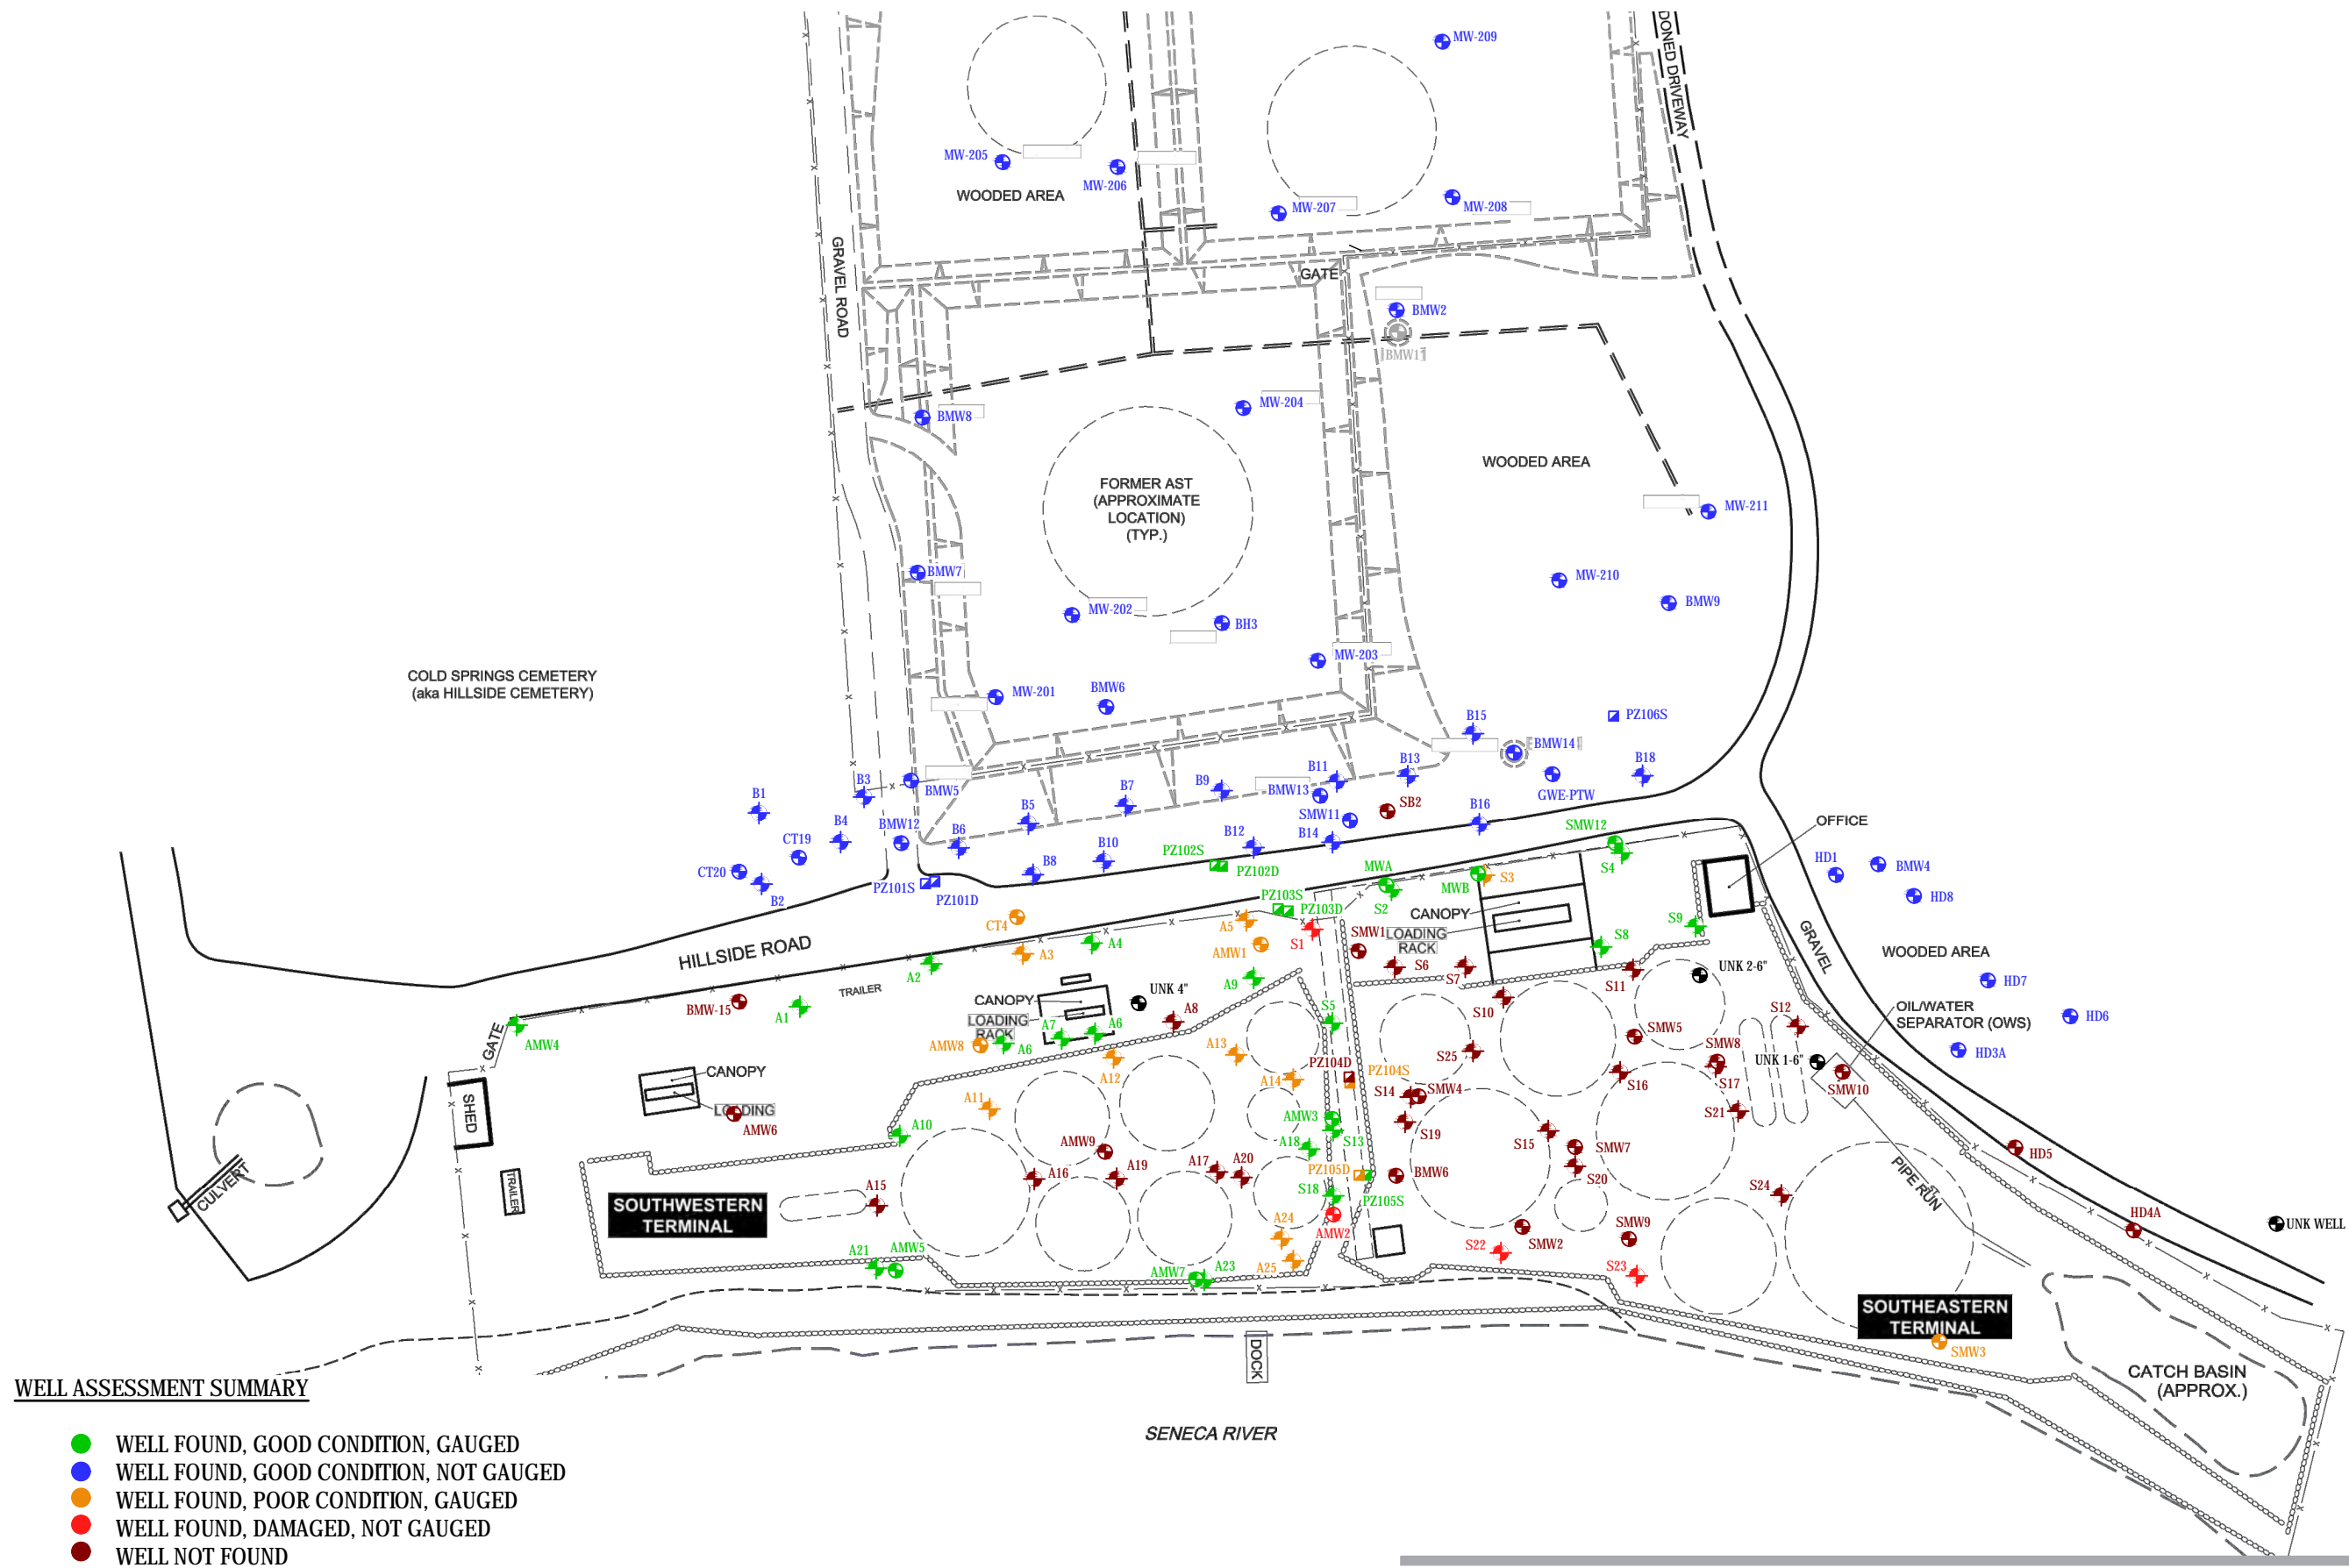 MW-209
DONED DRIVEWAY
MW-205
MW-206
WOODED AREA
MW-207
MW-208
GRAVEL ROAD
GATE
BMW2
BMW1
BMW8
MW-204
WOODED AREA
FORMER AST
(APPROXIMATE
LOCATION)
(TYP.)
MW-211
BMW7
MW-210
BMW9
MW-202
BH3
MW-203
COLD SPRINGS CEMETERY
(aka HILLSIDE CEMETERY)
MW-201
BMW6
B15
PZ106S
BMW14
B18
B3
BMW5
B7
B9
B11
B13
BMW13
GWE-PTW
B1
B5
SB2
B16
SMW11
B4
BMW12
B6
B12
B14
SMW12
OFFICE
CT19
B10
PZ102S
PZ102D
S4
CT20
B8
MWA
MWB
S3
HD1
BMW4
B2
PZ101S
PZ101D
PZ103S
PZ103D
S2
HD8
CT4
A5
CANOPY
S9
SMW1
LOADING
RACK
HILLSIDE ROAD
A4
A3
AMW1
S1
S8
GRAVEL
WOODED AREA
A2
S6
S7
UNK 2-6"
HD7
TRAILER
UNK 4"
A9
S11
BMW-15
A1
CANOPY
A8
S5
S10
S12
OIL/WATER
SEPARATOR (OWS)
HD6
GATE
AMW4
LOADING
RACK
A7
A6
AMW8
A6
A13
SMW5
SMW8
HD3A
S25
UNK 1-6"
CANOPY
A12
A14
PZ104D
PZ104S
S16
S17
SMW10
SHED
LOADING
AMW6
A11
S14
SMW4
S21
A10
AMW3
S19
S15
AMW9
A18
S13
SMW7
HD5
CULVERT
TRAILER
A16
A19
A17
A20
PZ105D
BMW6
S20
PIPE RUN
A15
S18
PZ105S
S24
SOUTHWESTERN
TERMINAL
A24
AMW2
SMW2
SMW9
HD4A
UNK WELL
A21
AMW5
S22
AMW7
A23
A25
S23
SOUTHEASTERN
TERMINAL
SMW3
DOCK
CATCH BASIN
(APPROX.)
WELL ASSESSMENT SUMMARY
SENECA RIVER
WELL FOUND, GOOD CONDITION, GAUGED
WELL FOUND, GOOD CONDITION, NOT GAUGED
WELL FOUND, POOR CONDITION, GAUGED
WELL FOUND, DAMAGED, NOT GAUGED
WELL NOT FOUND